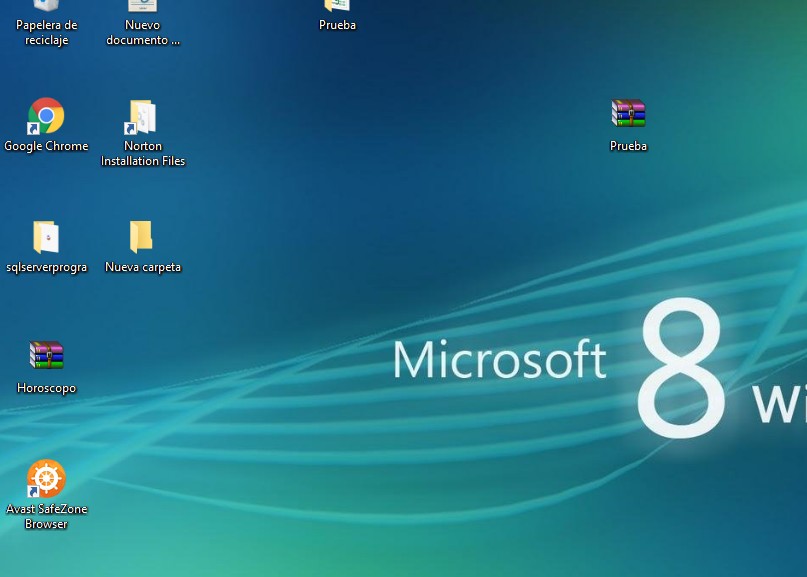 Papelera de
reciclaje
Nuevo
documento ...
Prueba
Google Chrome
Norton
Installation Files
Prueba
sqlserverprogra
Nueva carpeta
Horoscopo
Microsoft 8 Wi
Avast SafeZone
Browser